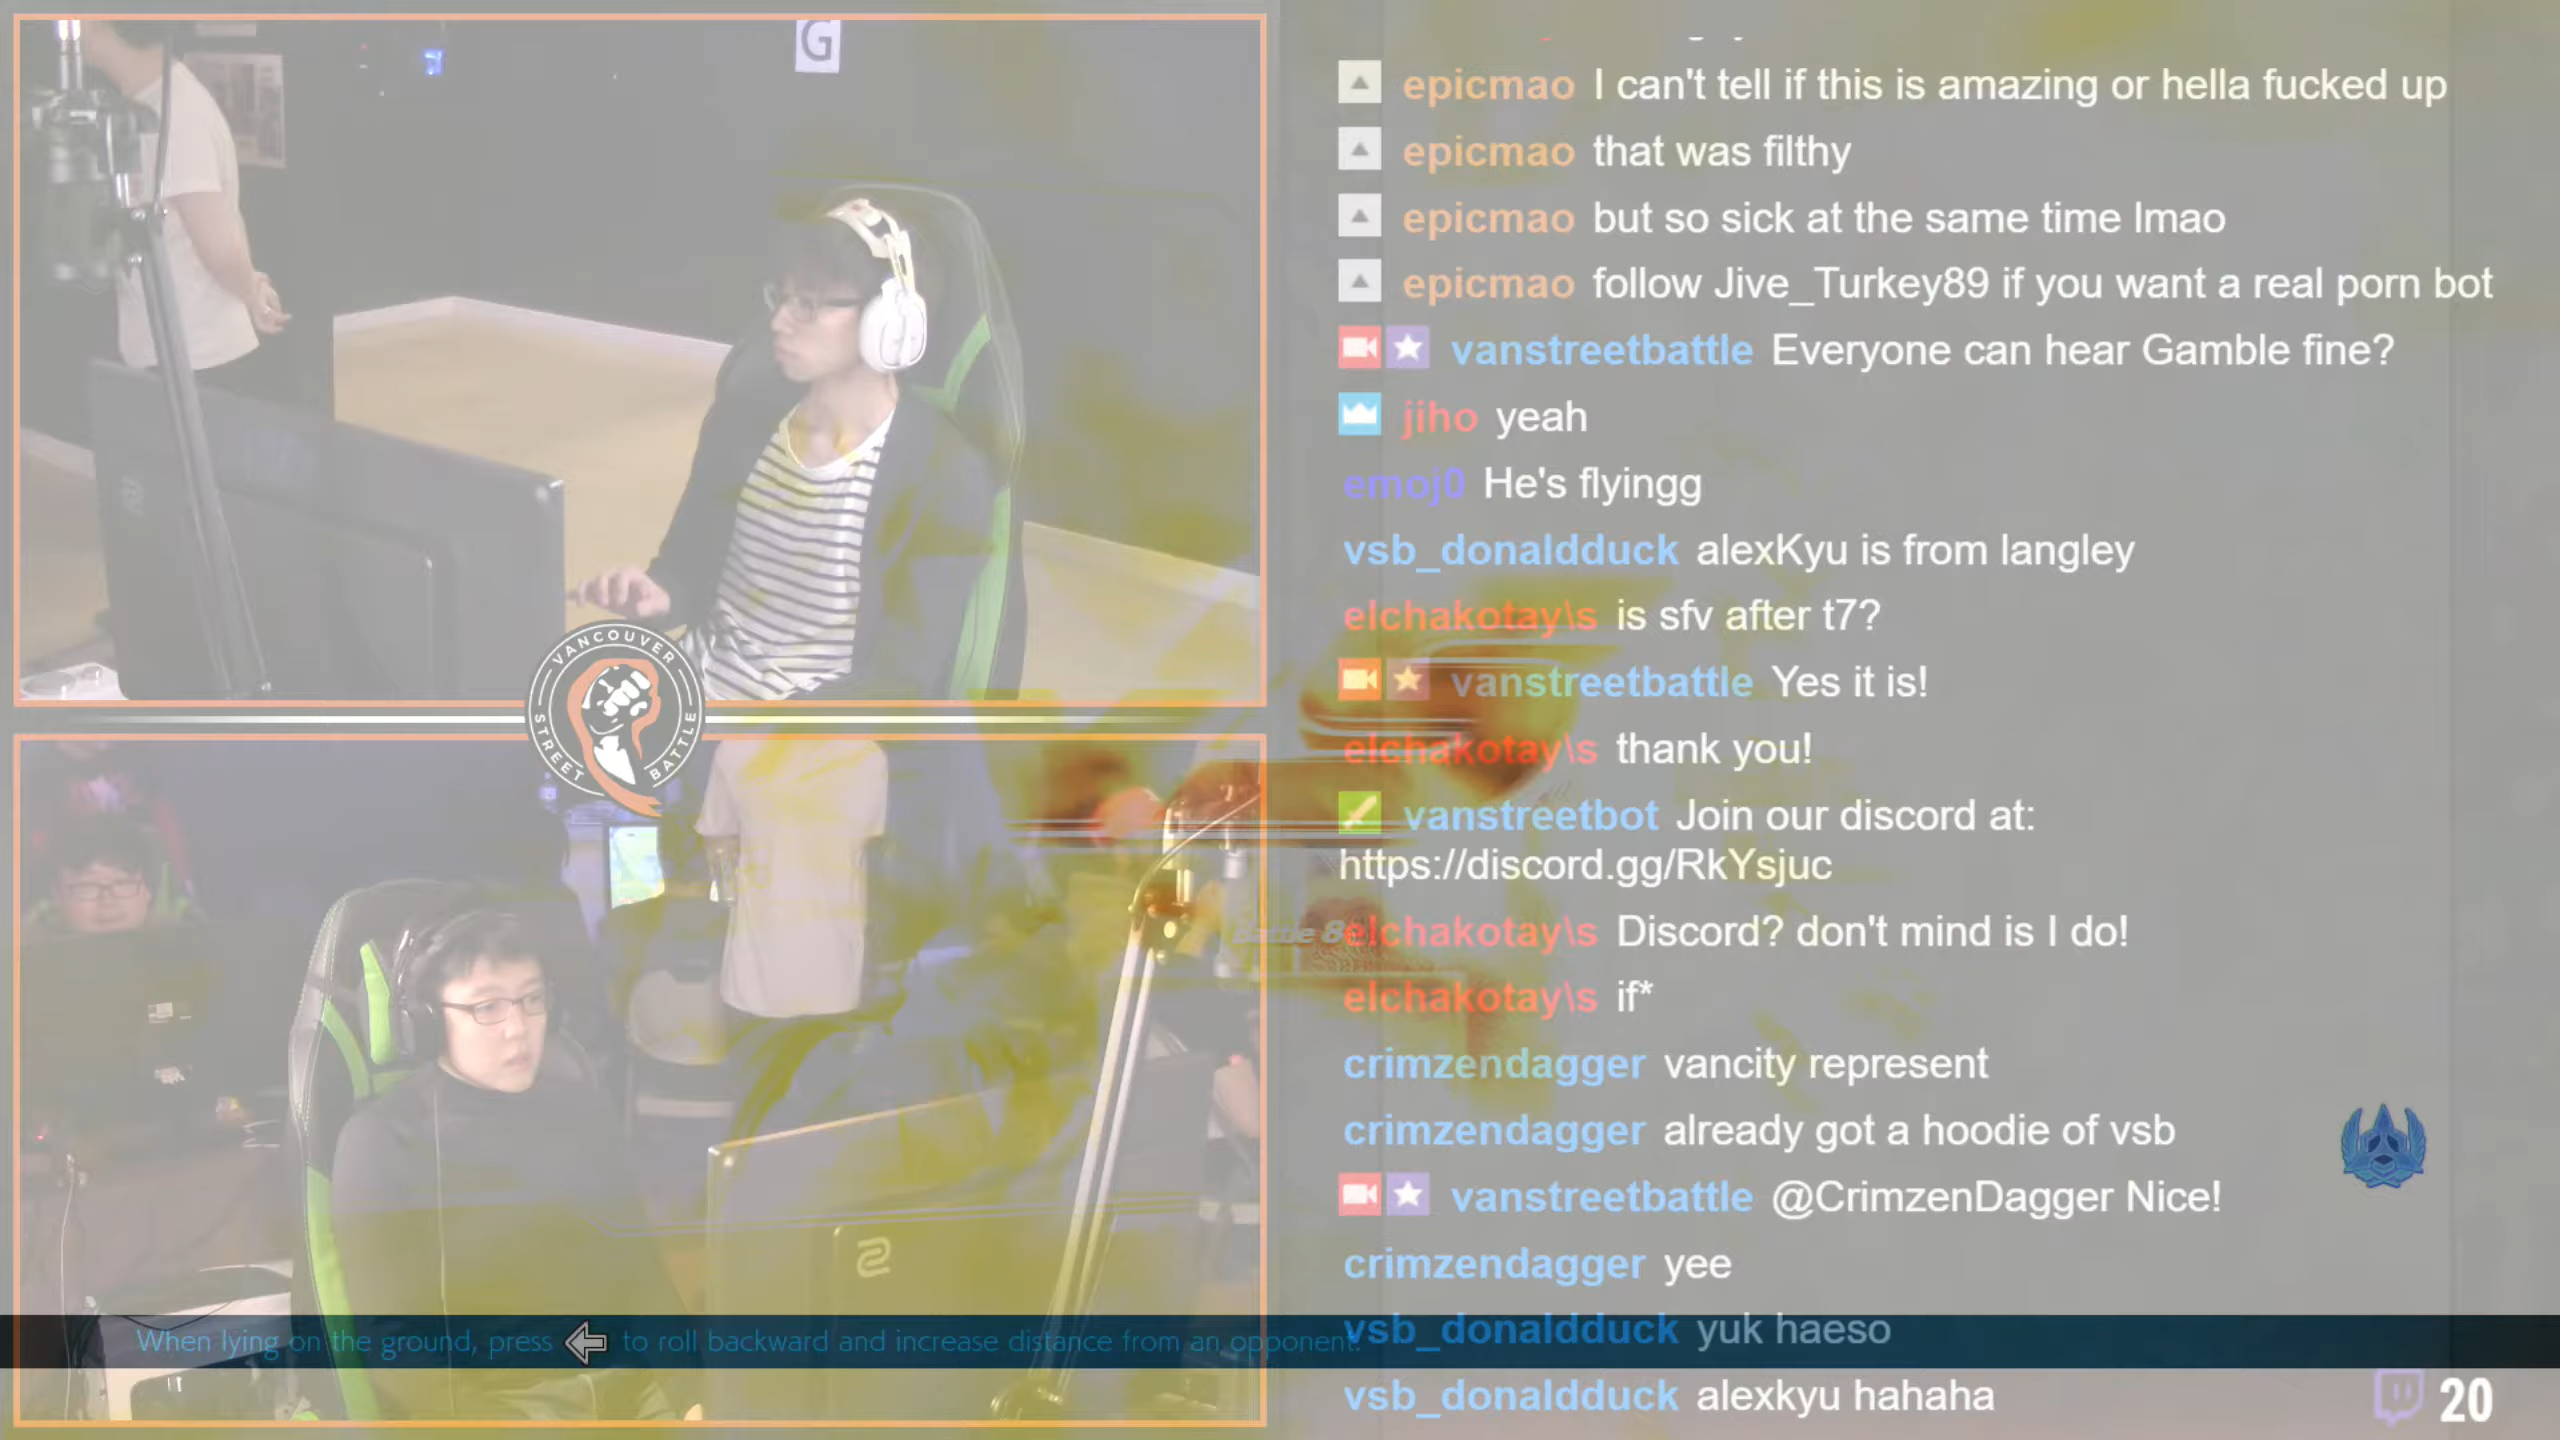 G
epicmao I can't tell if this is amazing or hella fucked up
epicmao that was filthy
epicmao but so sick at the same time lmao
epicmao follow Jive_Turkey89 if you want a real porn bot
vanstreetbattle Everyone can hear Gamble fine?
jiho yeah
emoj0 He's flyingg
vsb_donaldduck alexKyu is from langley
elchakotay\s is sfv after t7?
vanstreetbattle Yes it is!
elchakotay\s thank you!
vanstreetbot Join our discord at:
https://discord.gg/RkYsjuc
elchakotay\s Discord? don't mind is I do!
elchakotay\s if*
crimzendagger vancity represent
crimzendagger already got a hoodie of vsb
vanstreetbattle @CrimzenDagger Nice!
crimzendagger yee
vsb_donaldduck yuk haeso
vsb_donaldduck alexkyu hahaha
VANCOUVER
STREET BATTLE
Battle 8
When lying on the ground, press to roll backward and increase distance from an opponent.
20